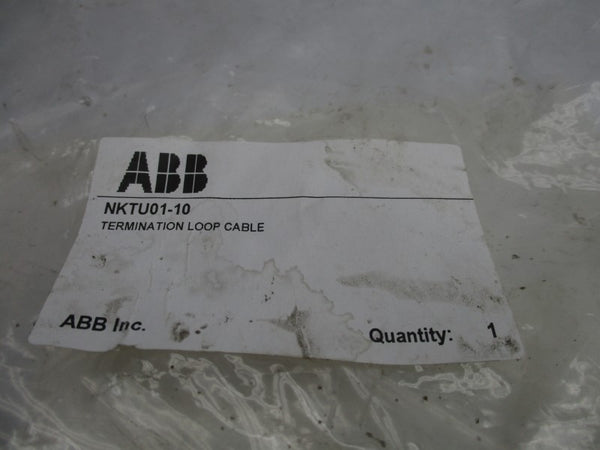 ABB
NKTU01-10
TERMINATION LOOP CABLE
ABB Inc.
Quantity: 1